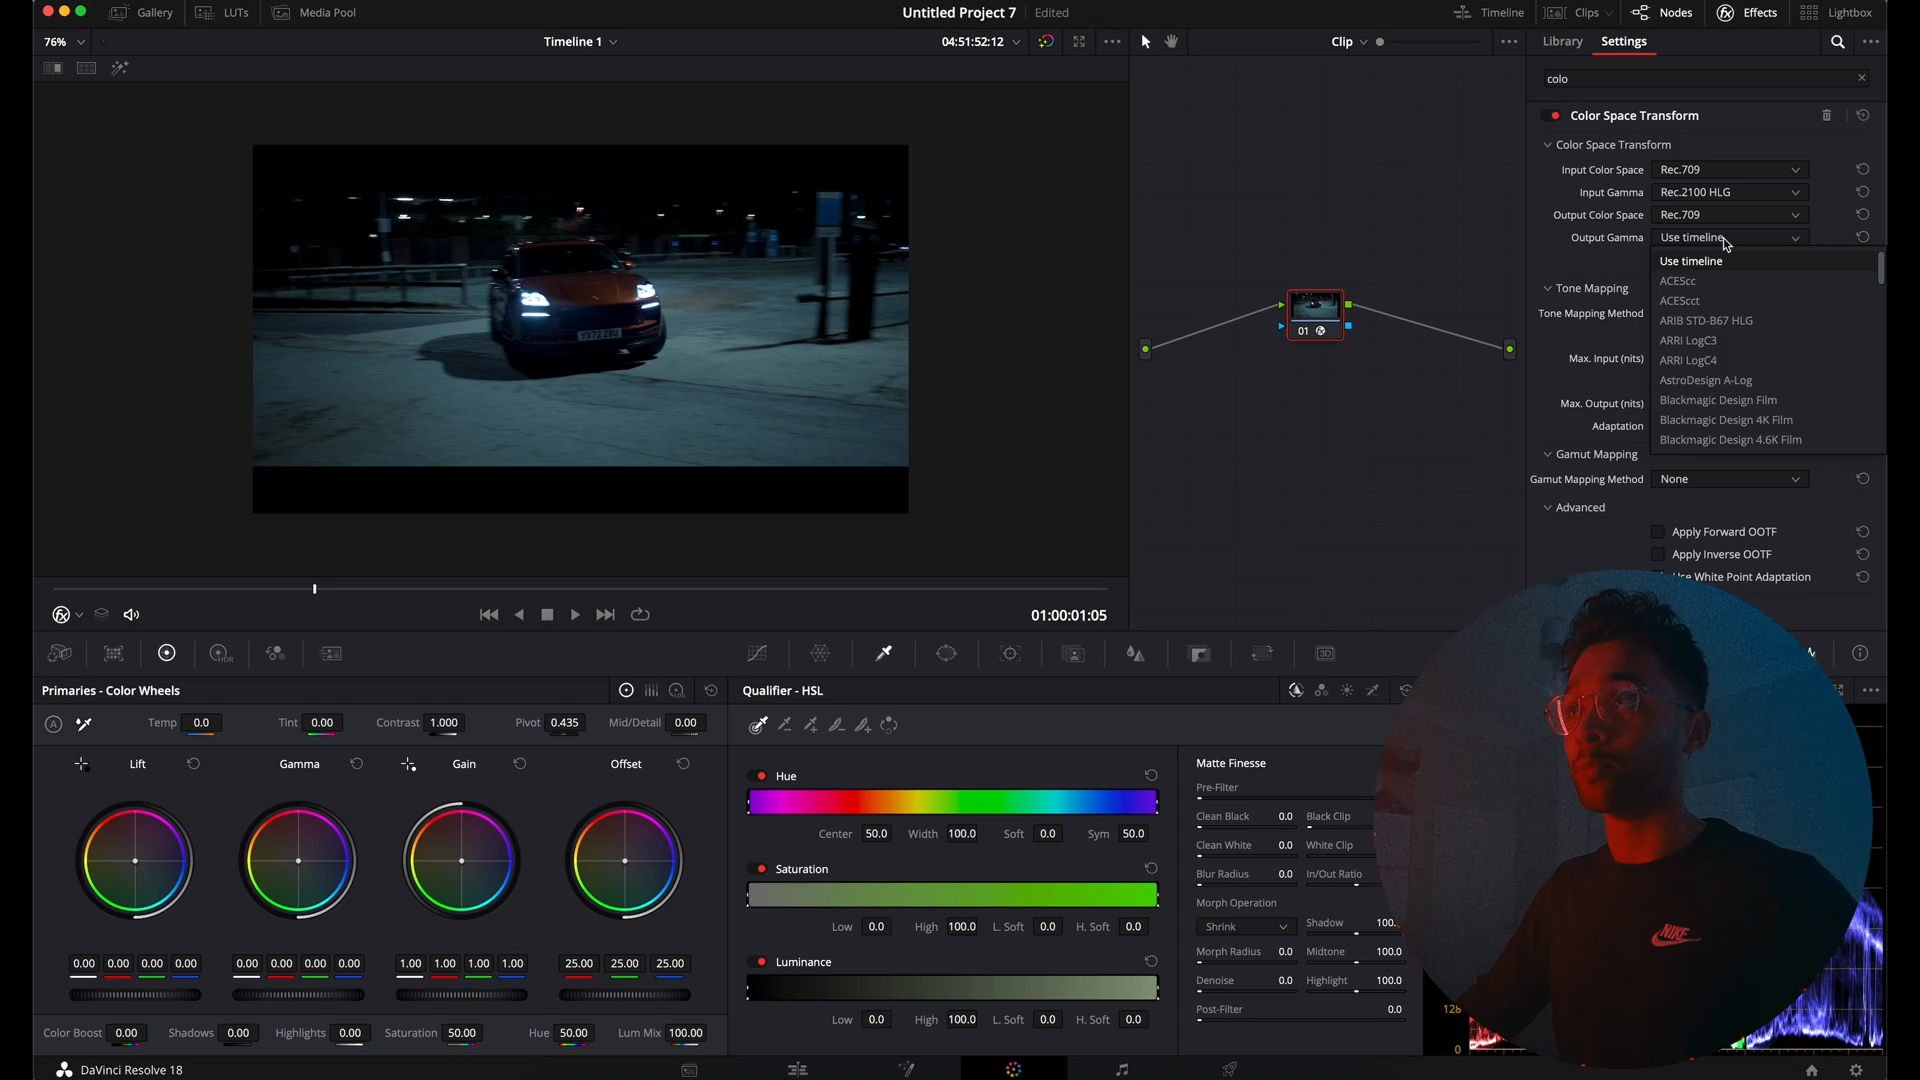 Gallery LUTs Media Pool Untitled Project 7 Edited Timeline Clips Nodes Effects Lightbox
76% Timeline 1 04:51:52:12 Clip Library Settings
colo
Color Space Transform
Color Space Transform
Input Color Space Rec.709
Input Gamma Rec.2100 HLG
Output Color Space Rec.709
Output Gamma Use timeline
Use timeline
ACEScc
ACEScct
ARIB STD-B67 HLG
ARRI LogC3
ARRI LogC4
AstroDesign A-Log
Blackmagic Design Film
Blackmagic Design 4K Film
Blackmagic Design 4.6K Film
Tone Mapping
Tone Mapping Method
Max. Input (nits)
Max. Output (nits)
Adaptation
Gamut Mapping
Gamut Mapping Method None
Advanced
Apply Forward OOTF
Apply Inverse OOTF
Use White Point Adaptation
YX72 ZBU
01
01:00:01:05
HDR
3D
Primaries - Color Wheels LOG Qualifier - HSL
A Temp 0.0 Tint 0.00 Contrast 1.000 Pivot 0.435 Mid/Detail 0.00
Lift Gamma Gain Offset
0.00 0.00 0.00 0.00 0.00 0.00 0.00 0.00 1.00 1.00 1.00 1.00 25.00 25.00 25.00
Color Boost 0.00 Shadows 0.00 Highlights 0.00 Saturation 50.00 Hue 50.00 Lum Mix 100.00
Hue
Center 50.0 Width 100.0 Soft 0.0 Sym 50.0
Saturation
Low 0.0 High 100.0 L. Soft 0.0 H. Soft 0.0
Luminance
Low 0.0 High 100.0 L. Soft 0.0 H. Soft 0.0
Matte Finesse
Pre-Filter
Clean Black 0.0 Black Clip
Clean White 0.0 White Clip
Blur Radius 0.0 In/Out Ratio
Morph Operation
Shrink Shadow 100.
Morph Radius 0.0 Midtone 100.0
Denoise 0.0 Highlight 100.0
Post-Filter 0.0
128
0
NIKE
DaVinci Resolve 18